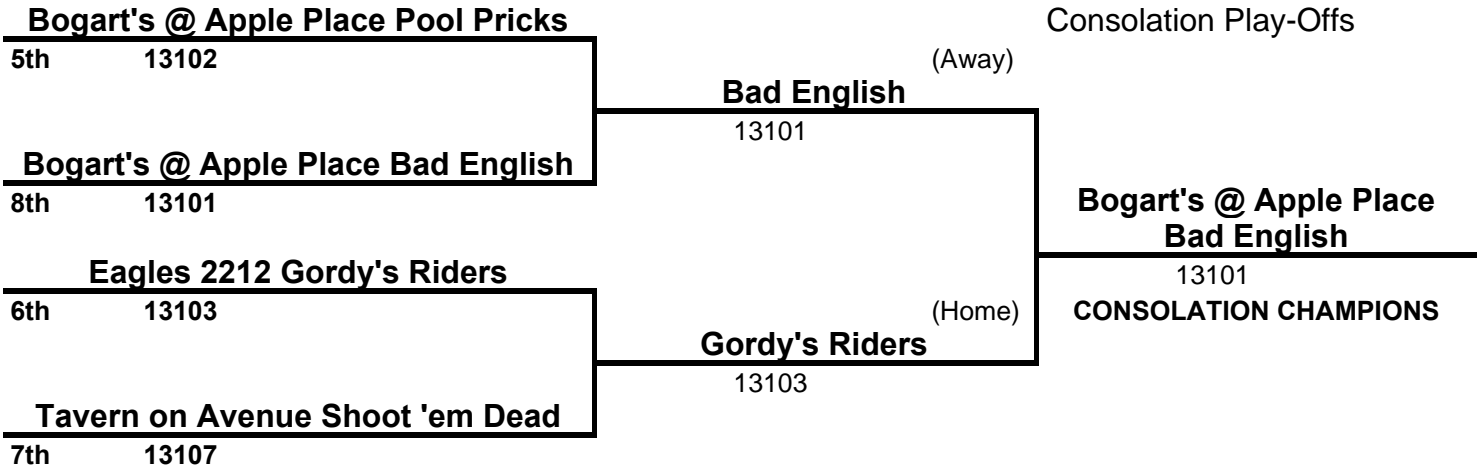 Bogart's @ Apple Place Pool Pricks
Consolation Play-Offs
5th 13102
(Away)
Bad English
13101
Bogart's @ Apple Place Bad English
8th 13101
Bogart's @ Apple Place
Bad English
13101
CONSOLATION CHAMPIONS
Eagles 2212 Gordy's Riders
6th 13103
(Home)
Gordy's Riders
13103
Tavern on Avenue Shoot 'em Dead
7th 13107